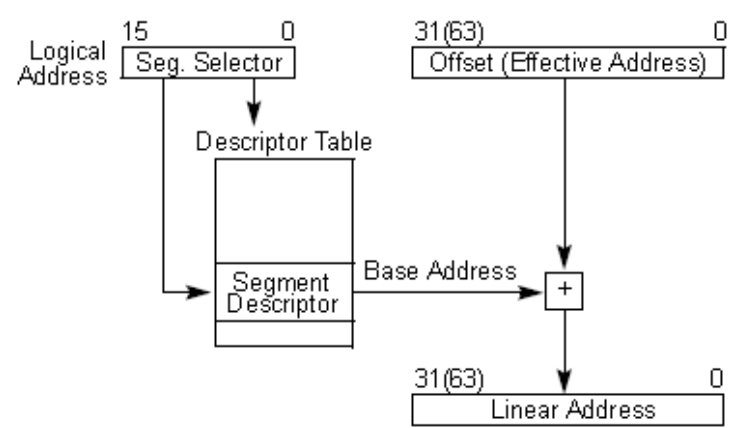 15 0
31(63) 0
Logical
Address
Seg. Selector
Offset (Effective Address)
Descriptor Table
Base Address
Segment
Descriptor
+
31(63) 0
Linear Address